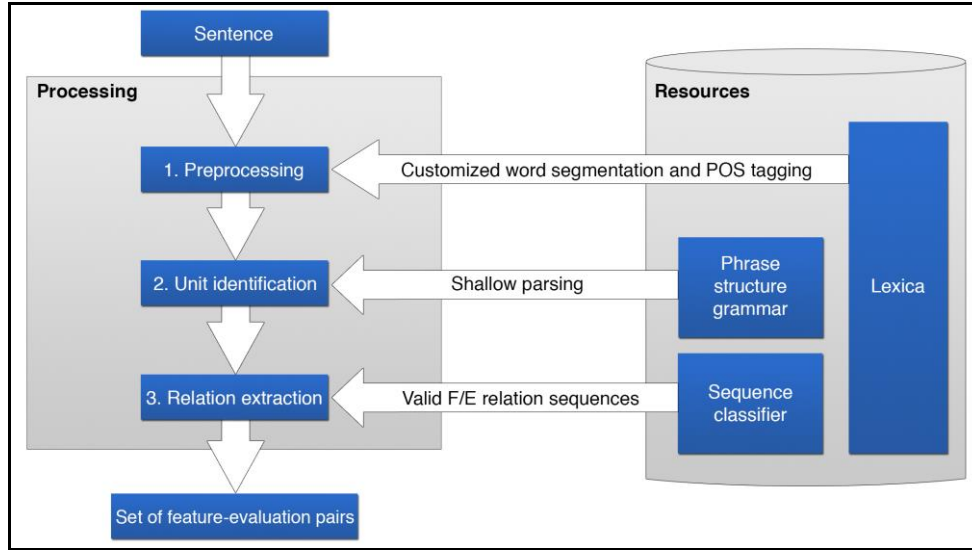 Sentence
Processing
Resources
1. Preprocessing
Customized word segmentation and POS tagging
2. Unit identification
Shallow parsing
Phrase
structure
grammar
Lexica
3. Relation extraction
Valid F/E relation sequences
Sequence
classifier
Set of feature-evaluation pairs